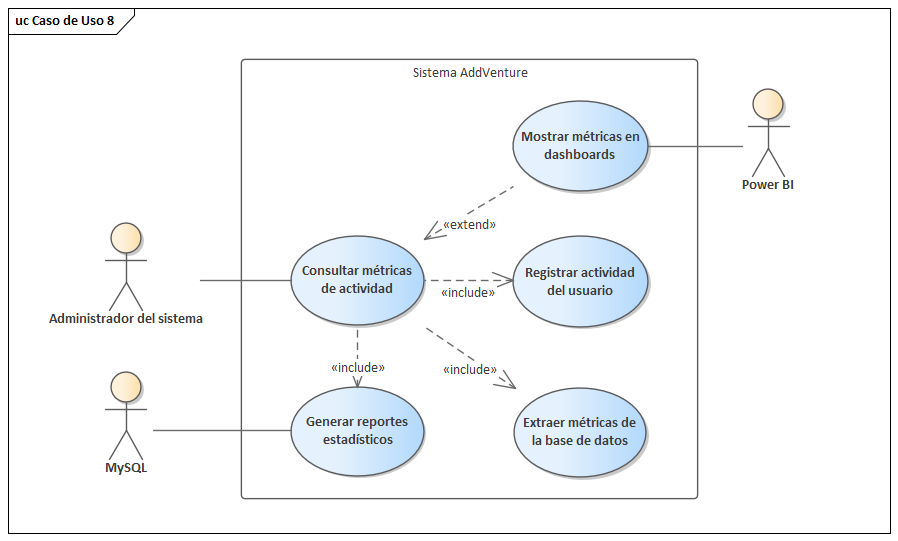 uc Caso de Uso 8
Sistema AddVenture
Mostrar métricas en
dashboards
Power BI
«extend»
Consultar métricas
de actividad
Registrar actividad
del usuario
«include»
Administrador del sistema
«include»
«include»
Generar reportes
estadísticos
Extraer métricas de
la base de datos
MySQL